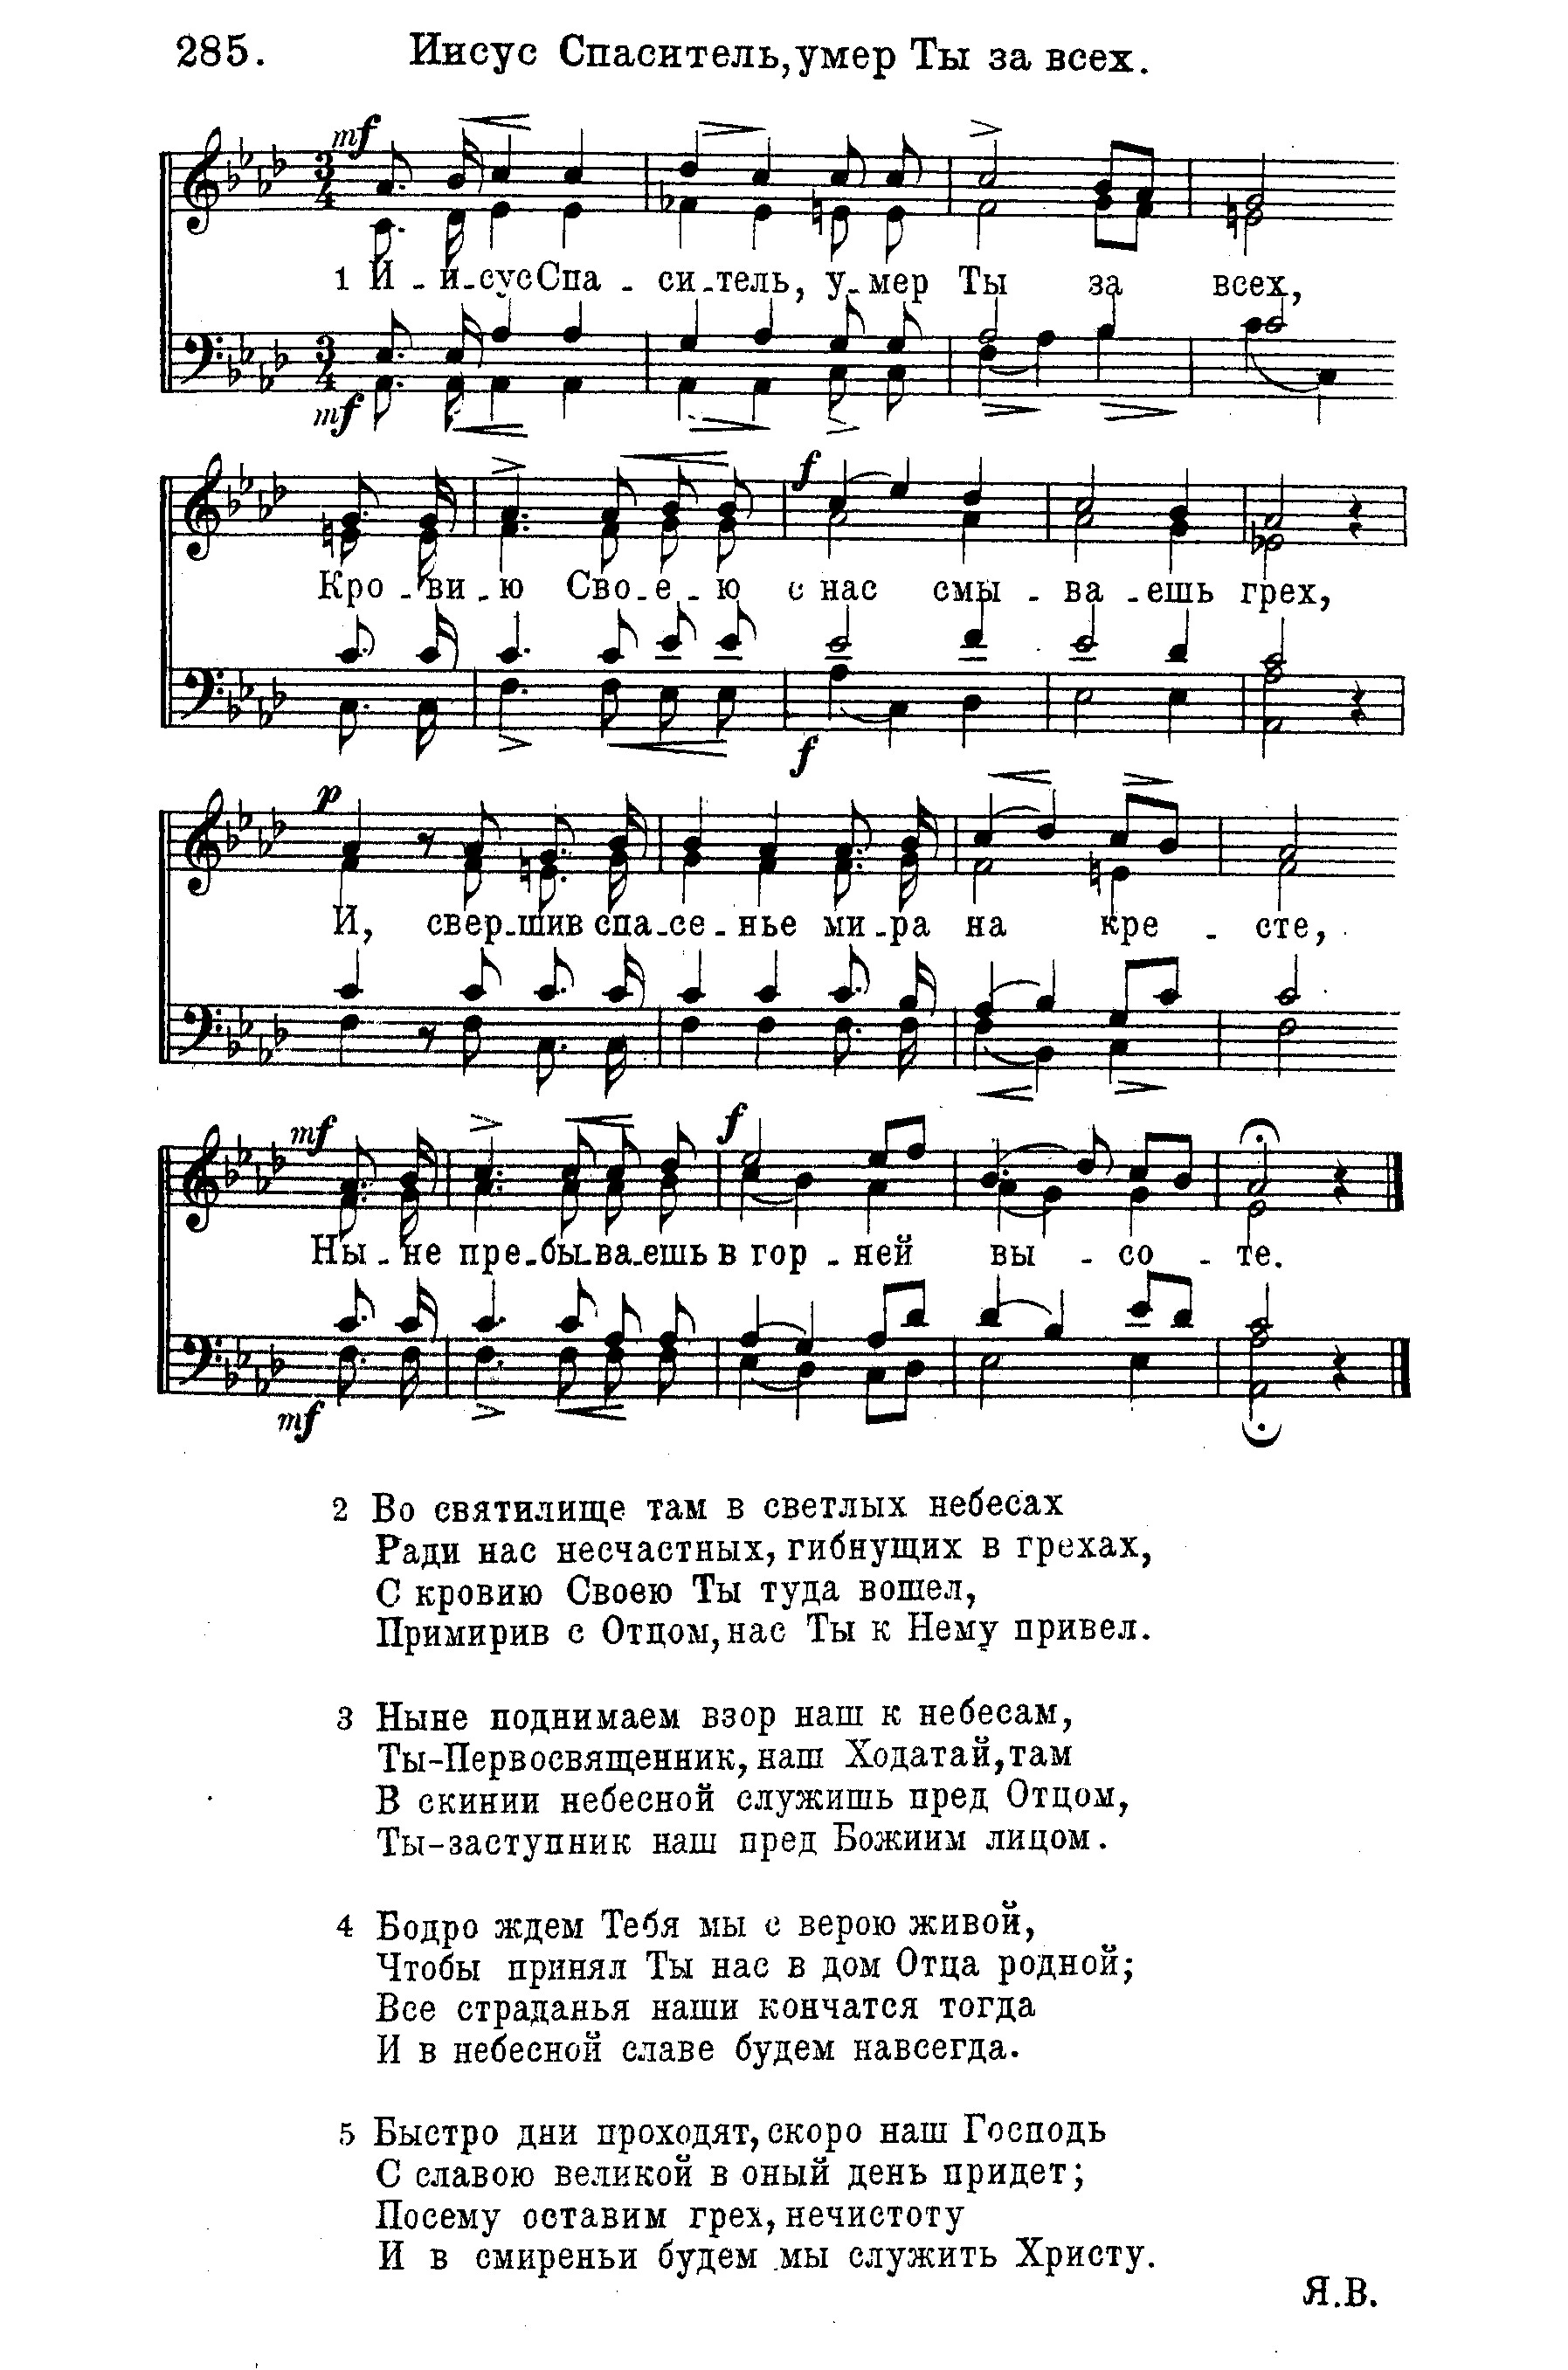 285. Иисус Спаситель, умер Ты за всех.
mf
3/4
1 И - и - сус Спа - си - тель, у - мер Ты за всех,
3/4
mf
f
Кро - ви - ю Сво - е - ю с нас смы - ва - ешь грех,
f
p
И, свер - шив спа - се - нье ми - ра на кре - сте,
mf f
Ны - не пре - бы - ва - ешь в гор - ней вы - со - те.
mf
2 Во святилище там в светлых небесах
Ради нас несчастных, гибнущих в грехах,
С кровию Своею Ты туда вошел,
Примирив с Отцом, нас Ты к Нему привел.
3 Ныне поднимаем взор наш к небесам,
Ты-Первосвященник, наш Ходатай, там
В скинии небесной служишь пред Отцом,
Ты-заступник наш пред Божиим лицом.
4 Бодро ждем Тебя мы с верою живой,
Чтобы принял Ты нас в дом Отца родной;
Все страданья наши кончатся тогда
И в небесной славе будем навсегда.
5 Быстро дни проходят, скоро наш Господь
С славою великой в оный день придет;
Посему оставим грех, нечистоту
И в смиреньи будем мы служить Христу.
Я.В.